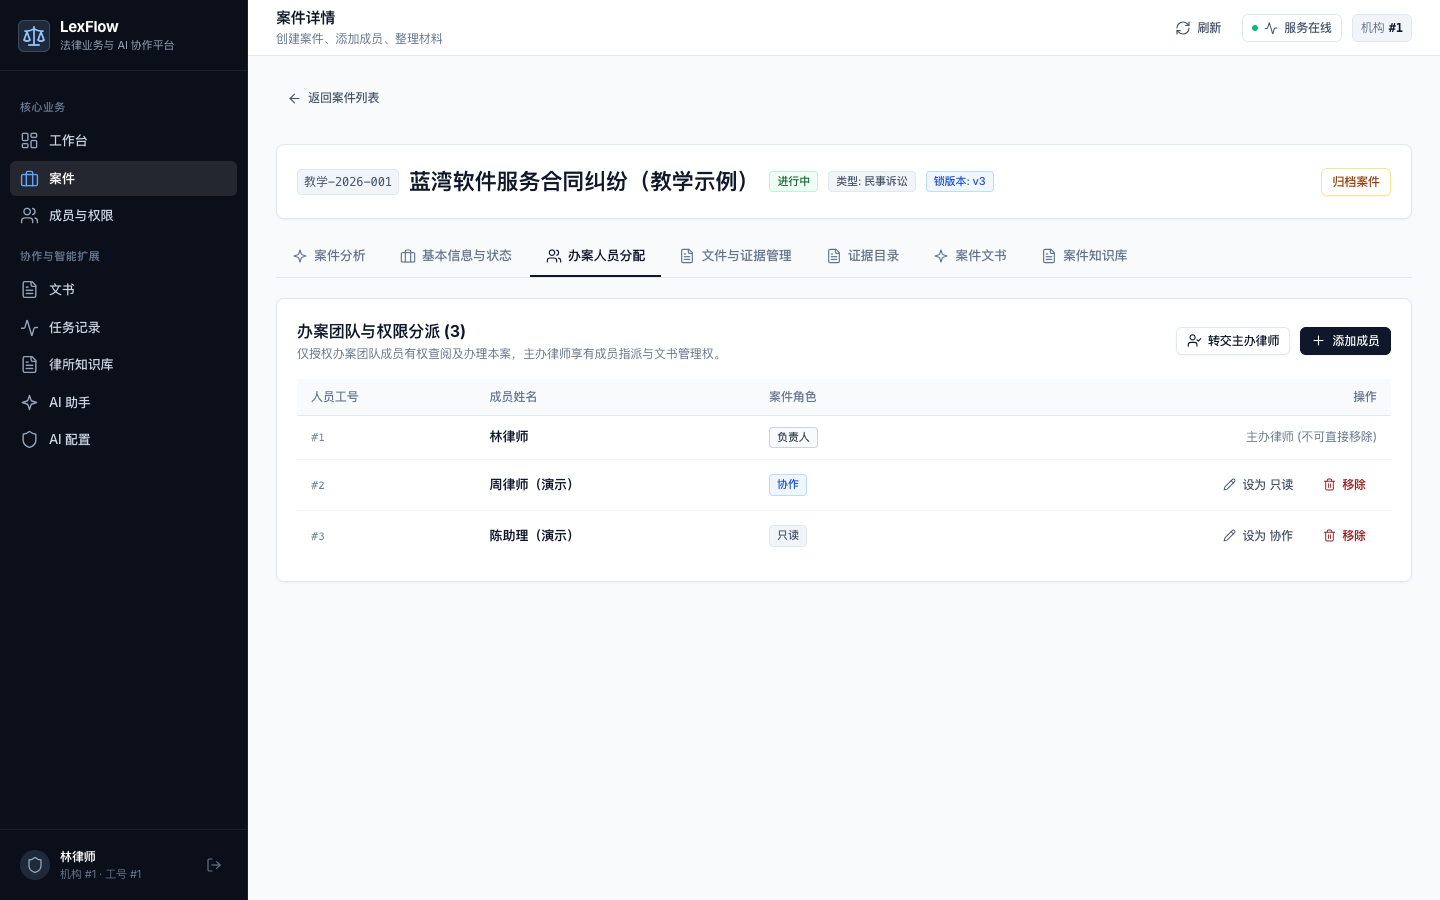 LexFlow
法律业务与 AI 协作平台
核心业务
工作台
案件
成员与权限
协作与智能扩展
文书
任务记录
律所知识库
AI 助手
AI 配置
林律师
机构 #1 · 工号 #1
案件详情
创建案件、添加成员、整理材料
刷新
服务在线
机构 #1
返回案件列表
教学-2026-001
蓝湾软件服务合同纠纷（教学示例）
进行中
类型: 民事诉讼
锁版本: v3
归档案件
案件分析
基本信息与状态
办案人员分配
文件与证据管理
证据目录
案件文书
案件知识库
办案团队与权限分派 (3)
仅授权办案团队成员有权查阅及办理本案，主办律师享有成员指派与文书管理权。
转交主办律师
添加成员
人员工号 成员姓名 案件角色 操作
#1 林律师 负责人 主办律师 (不可直接移除)
#2 周律师（演示） 协作 设为 只读 移除
#3 陈助理（演示） 只读 设为 协作 移除